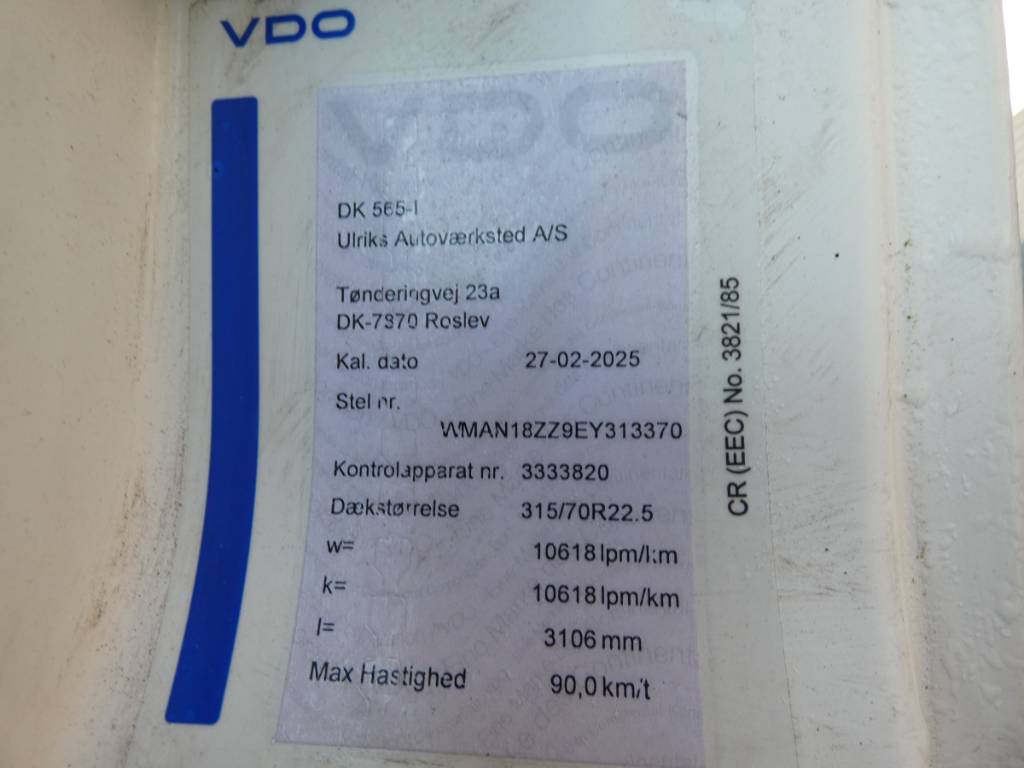 VDO
VDO
DK 565-I
Ulriks Autoværksted A/S
Tønderingvej 23a
DK-7870 Roslev
Kal. dato 27-02-2025
Stel nr.
WMAN18ZZ9EY313370
Kontrolapparat nr. 3333820
Dækstørrelse 315/70R22.5
w= 10618 Ipm/km
k= 10618 Ipm/km
l= 3106 mm
Max Hastighed 90,0 km/t
CR (EEC) No. 3821/85